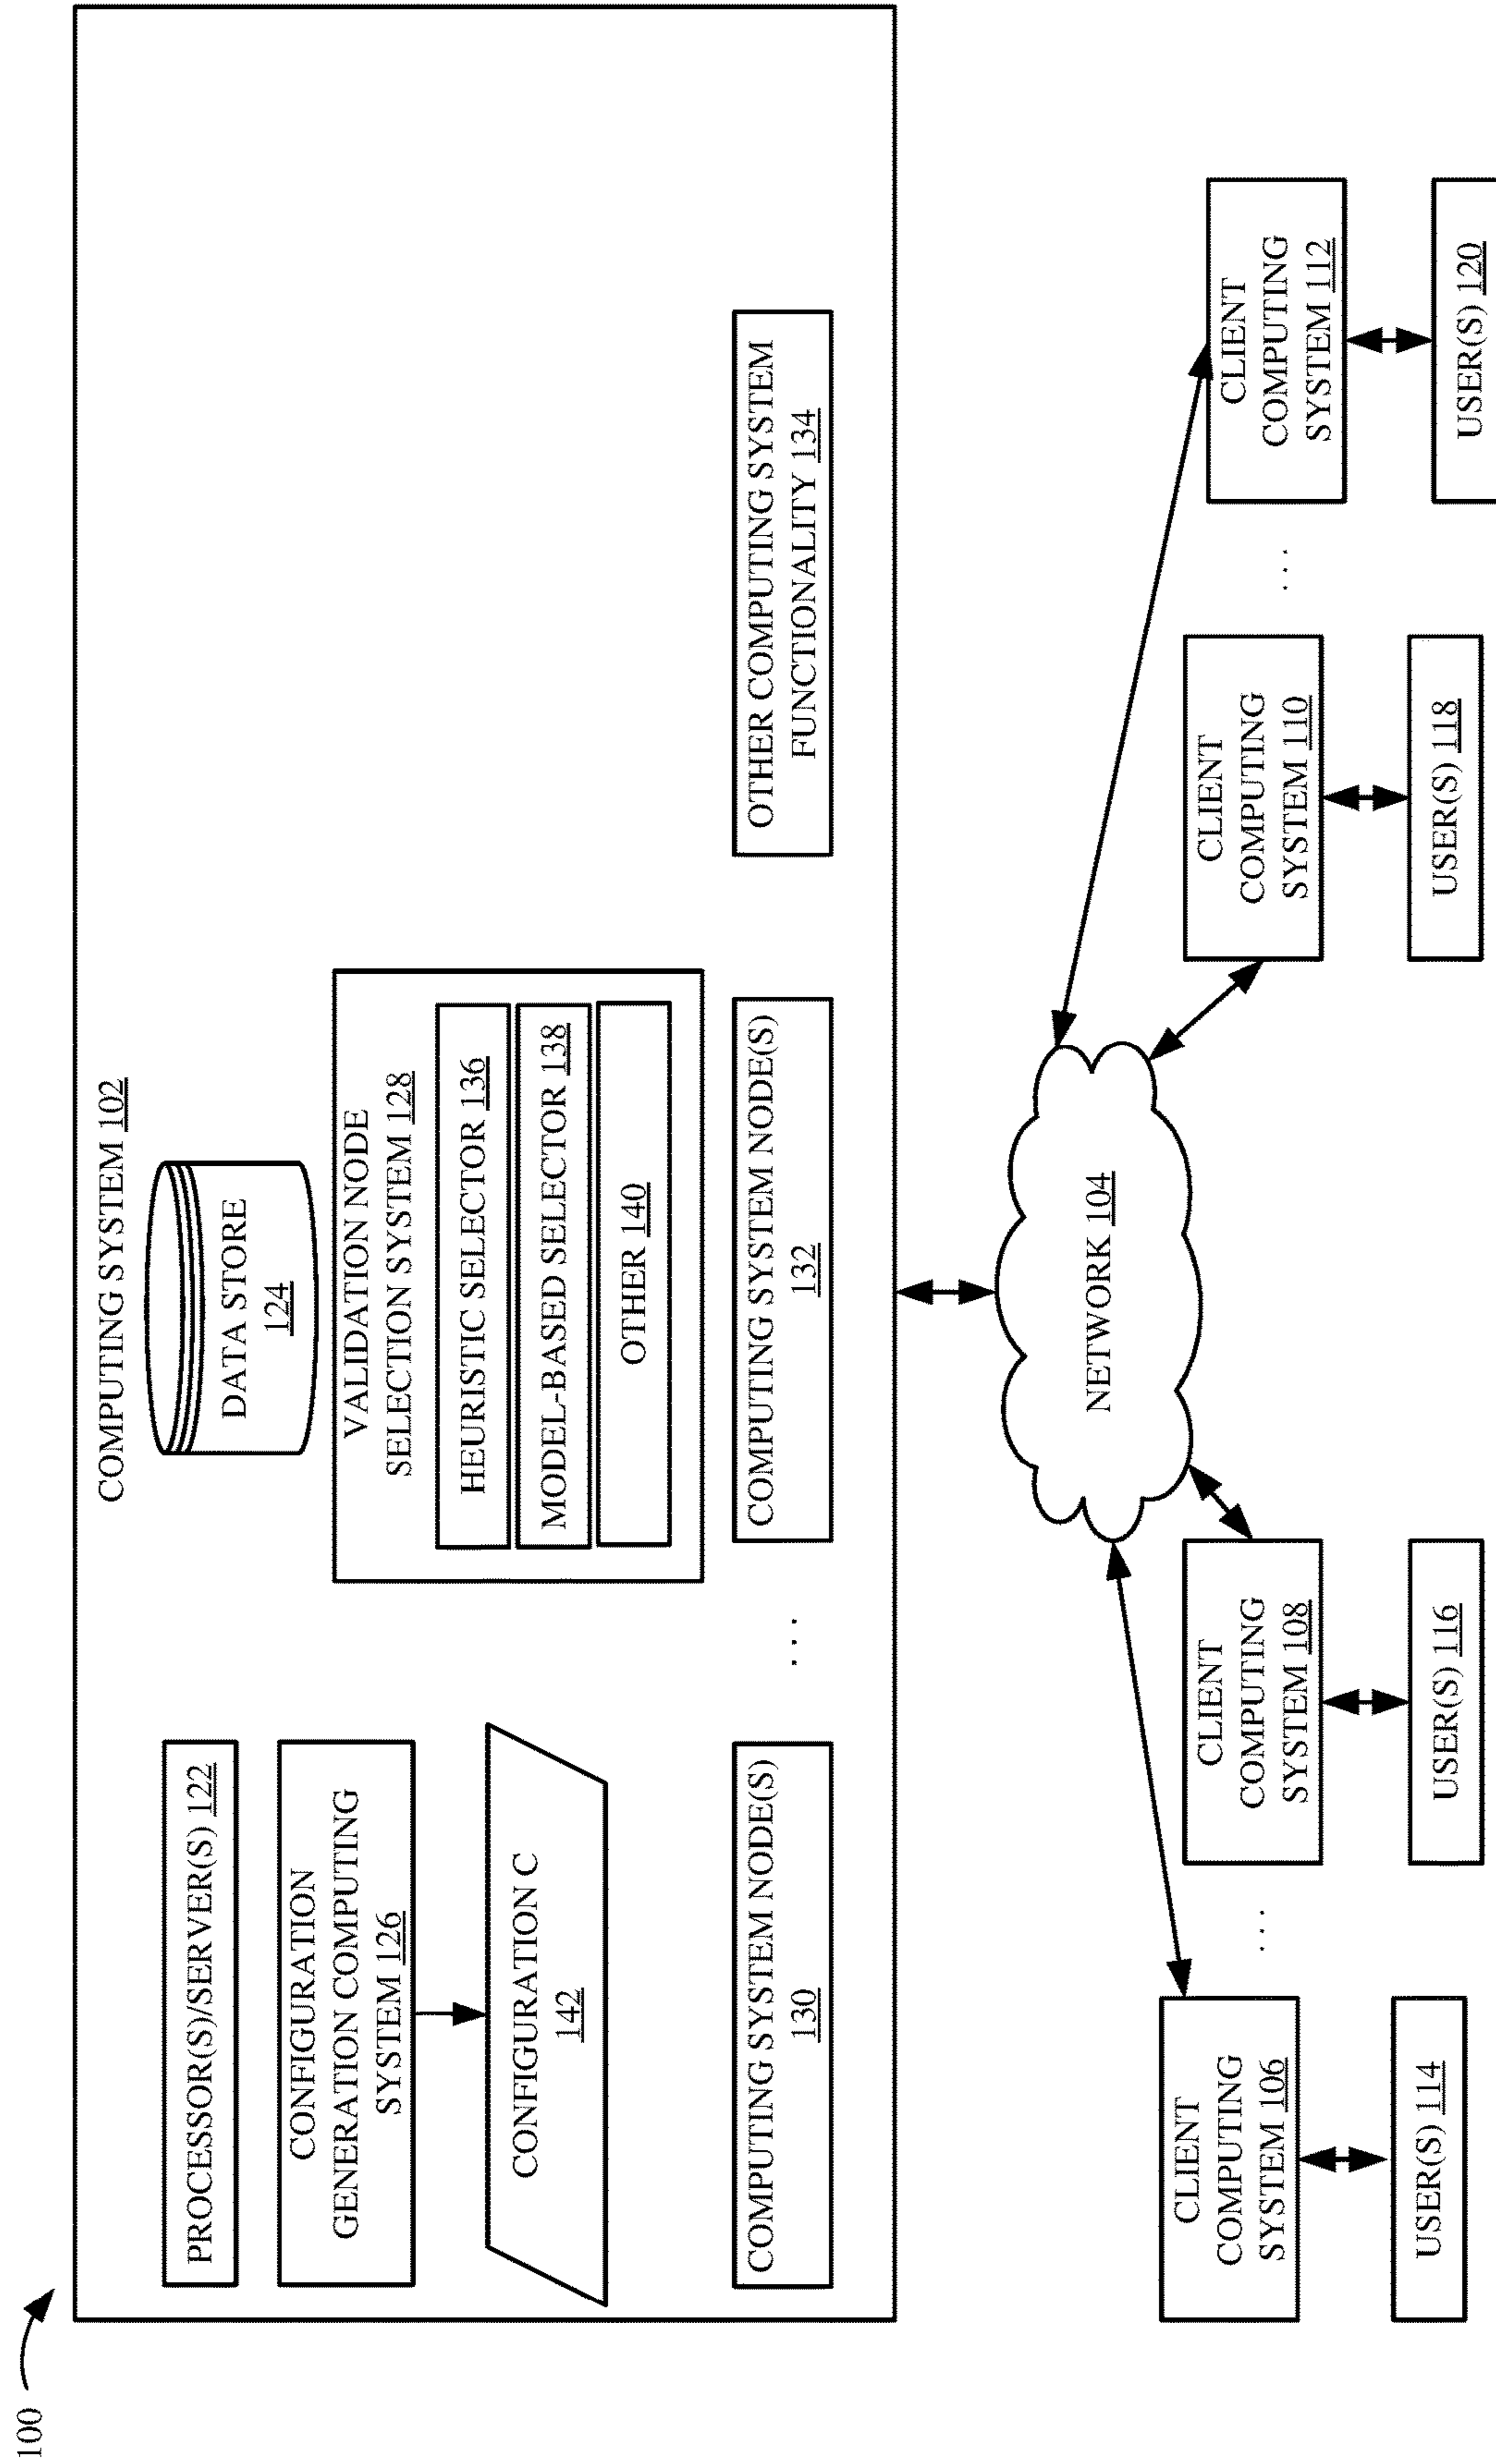 100
COMPUTING SYSTEM 102
PROCESSOR(S)/SERVER(S) 122
DATA STORE
124
CONFIGURATION
GENERATION COMPUTING
SYSTEM 126
VALIDATION NODE
SELECTION SYSTEM 128
HEURISTIC SELECTOR 136
MODEL-BASED SELECTOR 138
OTHER 140
CONFIGURATION C
142
COMPUTING SYSTEM NODE(S)
130
...
COMPUTING SYSTEM NODE(S)
132
OTHER COMPUTING SYSTEM
FUNCTIONALITY 134
NETWORK 104
CLIENT
COMPUTING
SYSTEM 106
...
CLIENT
COMPUTING
SYSTEM 108
CLIENT
COMPUTING
SYSTEM 110
...
CLIENT
COMPUTING
SYSTEM 112
USER(S) 114
USER(S) 116
USER(S) 118
USER(S) 120